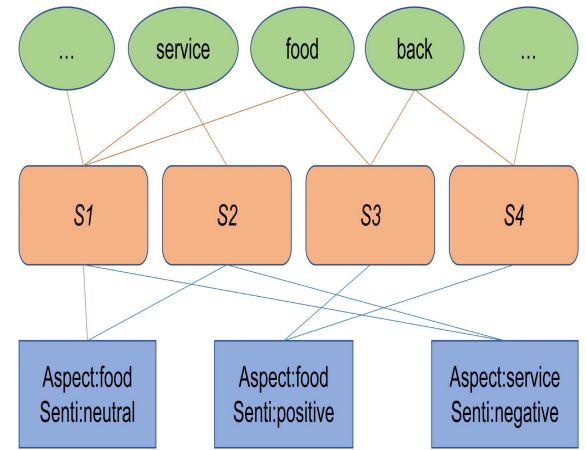 ...
service
food
back
...
S1
S2
S3
S4
Aspect:food
Senti:neutral
Aspect:food
Senti:positive
Aspect:service
Senti:negative